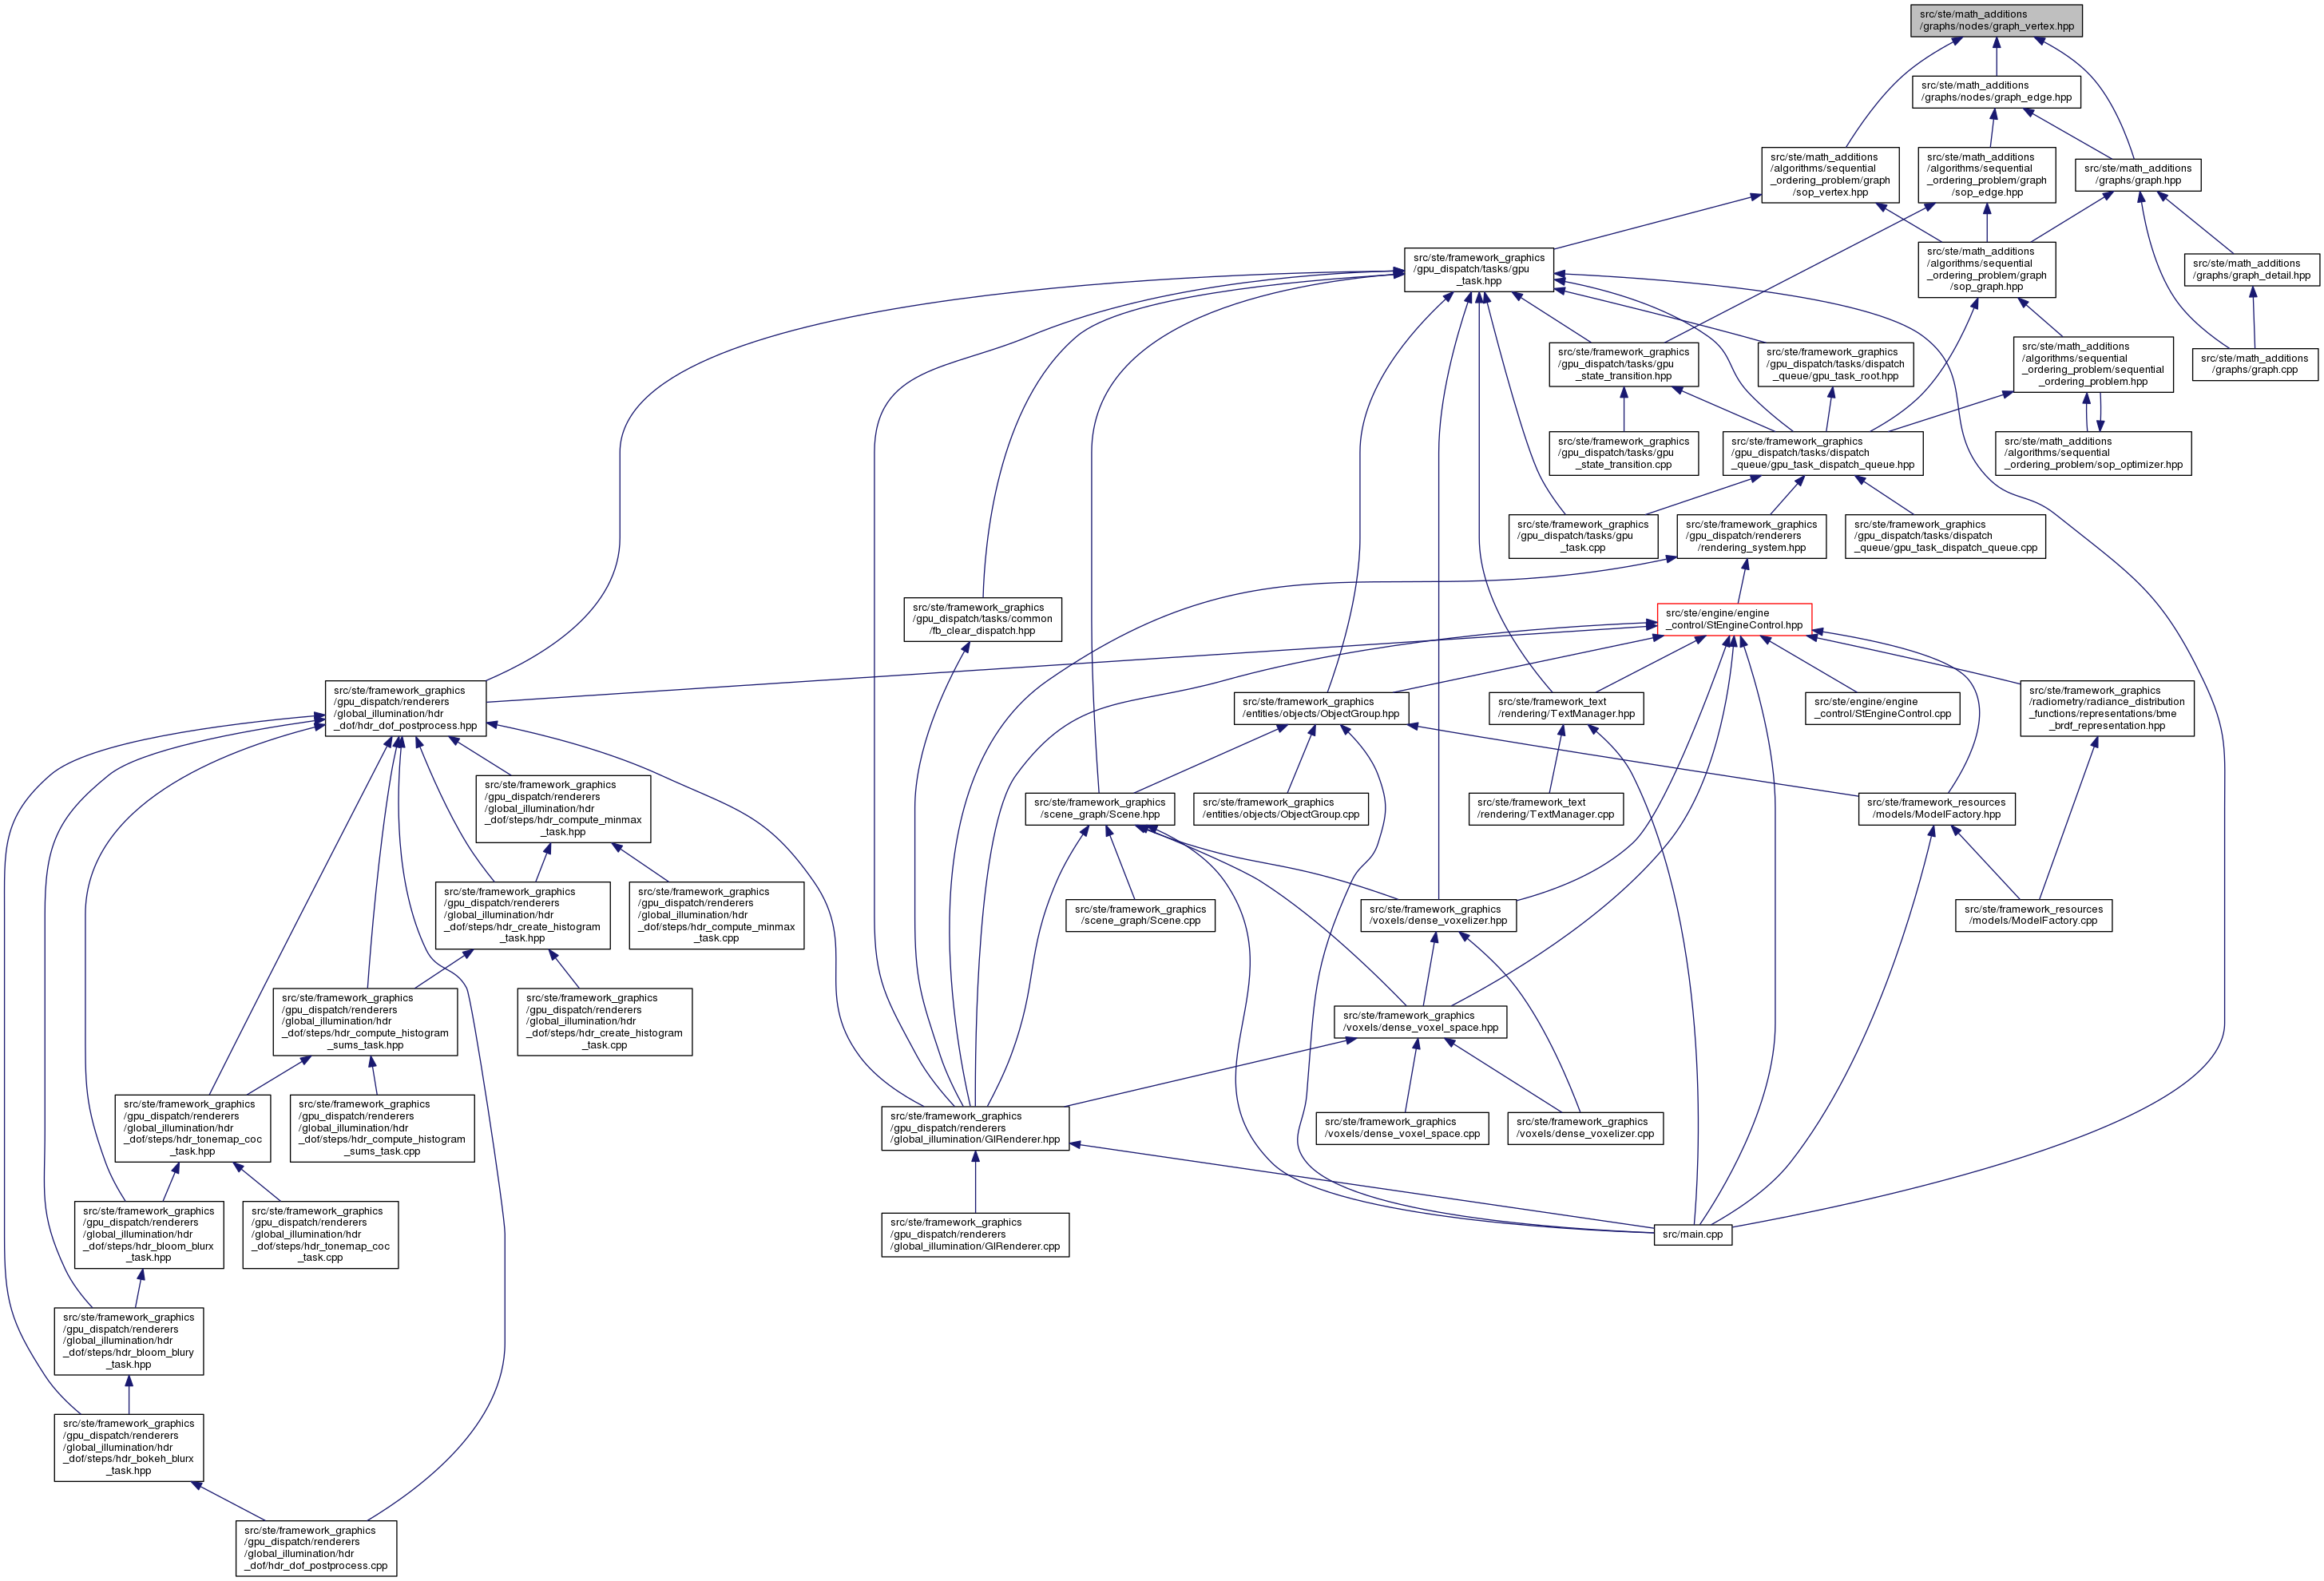 src/ste/math_additions
/graphs/nodes/graph_vertex.hpp
src/ste/math_additions
/graphs/nodes/graph_edge.hpp
src/ste/math_additions
/algorithms/sequential
_ordering_problem/graph
/sop_vertex.hpp
src/ste/math_additions
/algorithms/sequential
_ordering_problem/graph
/sop_edge.hpp
src/ste/math_additions
/graphs/graph.hpp
src/ste/framework_graphics
/gpu_dispatch/tasks/gpu
_task.hpp
src/ste/math_additions
/algorithms/sequential
_ordering_problem/graph
/sop_graph.hpp
src/ste/math_additions
/graphs/graph_detail.hpp
src/ste/framework_graphics
/gpu_dispatch/tasks/gpu
_state_transition.hpp
src/ste/framework_graphics
/gpu_dispatch/tasks/dispatch
_queue/gpu_task_root.hpp
src/ste/math_additions
/algorithms/sequential
_ordering_problem/sequential
_ordering_problem.hpp
src/ste/math_additions
/graphs/graph.cpp
src/ste/framework_graphics
/gpu_dispatch/tasks/gpu
_state_transition.cpp
src/ste/framework_graphics
/gpu_dispatch/tasks/dispatch
_queue/gpu_task_dispatch_queue.hpp
src/ste/math_additions
/algorithms/sequential
_ordering_problem/sop_optimizer.hpp
src/ste/framework_graphics
/gpu_dispatch/tasks/gpu
_task.cpp
src/ste/framework_graphics
/gpu_dispatch/renderers
/rendering_system.hpp
src/ste/framework_graphics
/gpu_dispatch/tasks/dispatch
_queue/gpu_task_dispatch_queue.cpp
src/ste/framework_graphics
/gpu_dispatch/tasks/common
/fb_clear_dispatch.hpp
src/ste/engine/engine
_control/StEngineControl.hpp
src/ste/framework_graphics
/gpu_dispatch/renderers
/global_illumination/hdr
_dof/hdr_dof_postprocess.hpp
src/ste/framework_graphics
/entities/objects/ObjectGroup.hpp
src/ste/framework_text
/rendering/TextManager.hpp
src/ste/engine/engine
_control/StEngineControl.cpp
src/ste/framework_graphics
/radiometry/radiance_distribution
_functions/representations/bme
_brdf_representation.hpp
src/ste/framework_graphics
/gpu_dispatch/renderers
/global_illumination/hdr
_dof/steps/hdr_compute_minmax
_task.hpp
src/ste/framework_graphics
/scene_graph/Scene.hpp
src/ste/framework_graphics
/entities/objects/ObjectGroup.cpp
src/ste/framework_text
/rendering/TextManager.cpp
src/ste/framework_resources
/models/ModelFactory.hpp
src/ste/framework_graphics
/gpu_dispatch/renderers
/global_illumination/hdr
_dof/steps/hdr_create_histogram
_task.hpp
src/ste/framework_graphics
/gpu_dispatch/renderers
/global_illumination/hdr
_dof/steps/hdr_compute_minmax
_task.cpp
src/ste/framework_graphics
/scene_graph/Scene.cpp
src/ste/framework_graphics
/voxels/dense_voxelizer.hpp
src/ste/framework_resources
/models/ModelFactory.cpp
src/ste/framework_graphics
/gpu_dispatch/renderers
/global_illumination/hdr
_dof/steps/hdr_compute_histogram
_sums_task.hpp
src/ste/framework_graphics
/gpu_dispatch/renderers
/global_illumination/hdr
_dof/steps/hdr_create_histogram
_task.cpp
src/ste/framework_graphics
/voxels/dense_voxel_space.hpp
src/ste/framework_graphics
/gpu_dispatch/renderers
/global_illumination/hdr
_dof/steps/hdr_tonemap_coc
_task.hpp
src/ste/framework_graphics
/gpu_dispatch/renderers
/global_illumination/hdr
_dof/steps/hdr_compute_histogram
_sums_task.cpp
src/ste/framework_graphics
/gpu_dispatch/renderers
/global_illumination/GIRenderer.hpp
src/ste/framework_graphics
/voxels/dense_voxel_space.cpp
src/ste/framework_graphics
/voxels/dense_voxelizer.cpp
src/ste/framework_graphics
/gpu_dispatch/renderers
/global_illumination/hdr
_dof/steps/hdr_bloom_blurx
_task.hpp
src/ste/framework_graphics
/gpu_dispatch/renderers
/global_illumination/hdr
_dof/steps/hdr_tonemap_coc
_task.cpp
src/ste/framework_graphics
/gpu_dispatch/renderers
/global_illumination/GIRenderer.cpp
src/main.cpp
src/ste/framework_graphics
/gpu_dispatch/renderers
/global_illumination/hdr
_dof/steps/hdr_bloom_blury
_task.hpp
src/ste/framework_graphics
/gpu_dispatch/renderers
/global_illumination/hdr
_dof/steps/hdr_bokeh_blurx
_task.hpp
src/ste/framework_graphics
/gpu_dispatch/renderers
/global_illumination/hdr
_dof/hdr_dof_postprocess.cpp